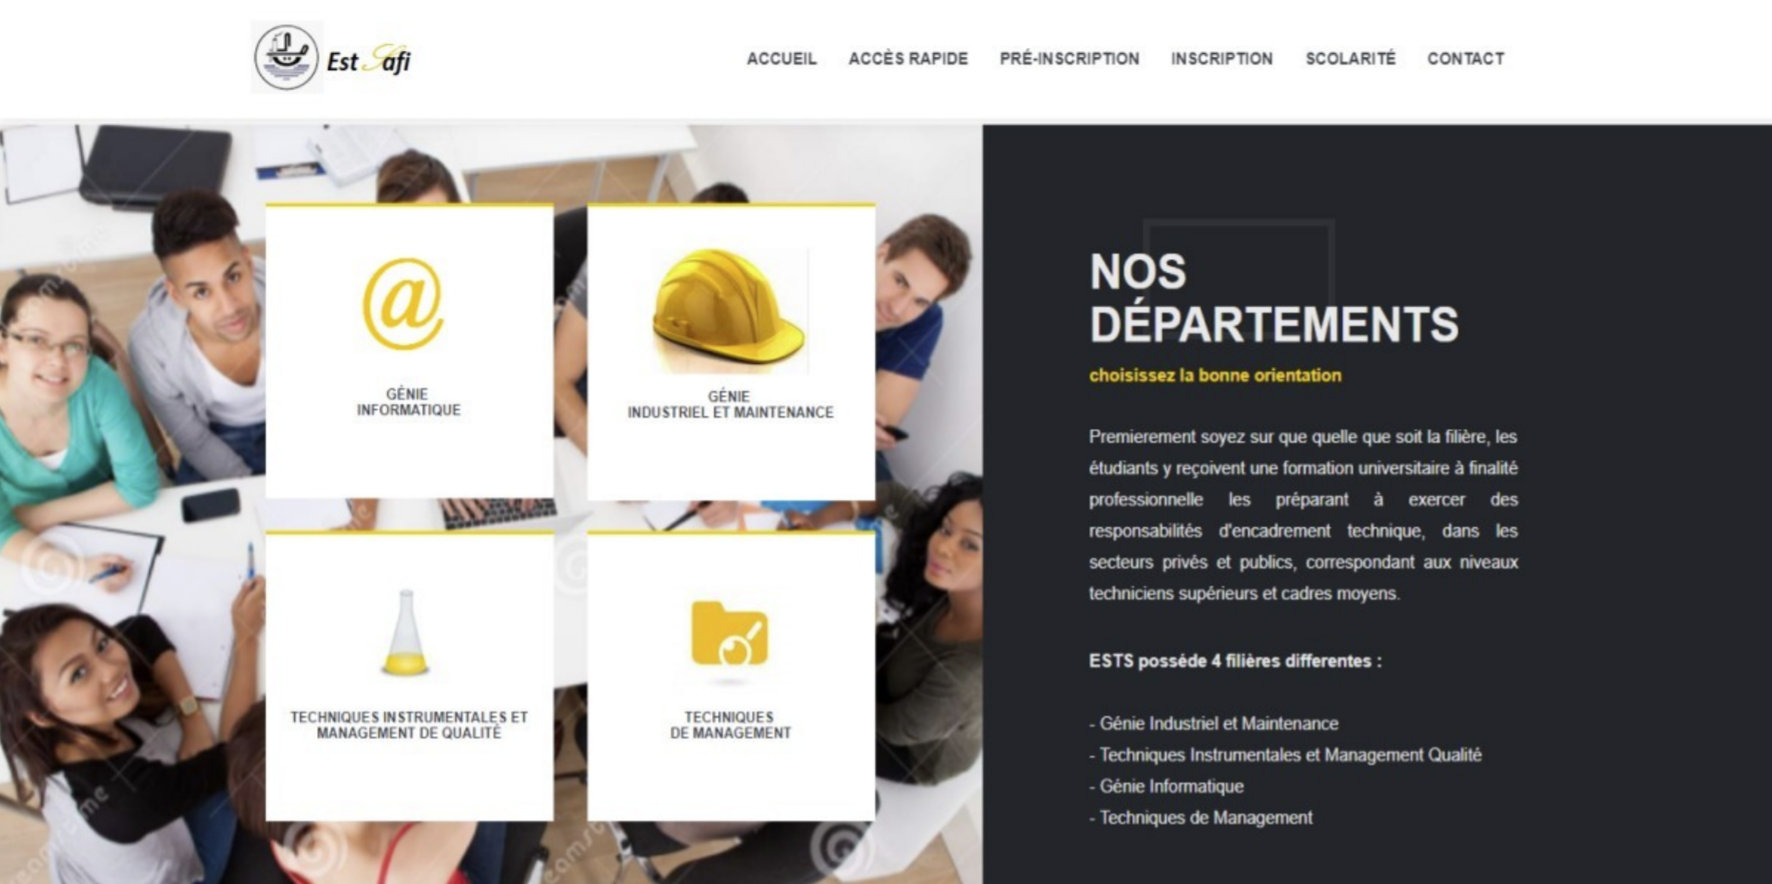 Est Safi
ACCUEIL ACCÈS RAPIDE PRÉ-INSCRIPTION INSCRIPTION SCOLARITÉ CONTACT
@
GÉNIE
INFORMATIQUE
GÉNIE
INDUSTRIEL ET MAINTENANCE
TECHNIQUES INSTRUMENTALES ET
MANAGEMENT DE QUALITÉ
TECHNIQUES
DE MANAGEMENT
NOS
DÉPARTEMENTS
choisissez la bonne orientation
Premierement soyez sur que quelle que soit la filière, les
étudiants y reçoivent une formation universitaire à finalité
professionnelle les préparant à exercer des
responsabilités d'encadrement technique, dans les
secteurs privés et publics, correspondant aux niveaux
techniciens supérieurs et cadres moyens.
ESTS posséde 4 filières differentes :
- Génie Industriel et Maintenance
- Techniques Instrumentales et Management Qualité
- Génie Informatique
- Techniques de Management